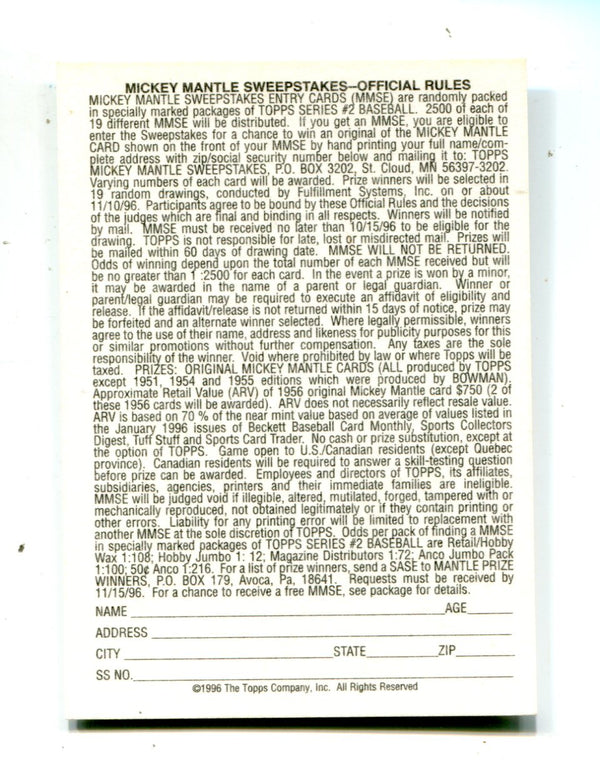 MICKEY MANTLE SWEEPSTAKES--OFFICIAL RULES
MICKEY MANTLE SWEEPSTAKES ENTRY CARDS (MMSE) are randomly packed
in specially marked packages of TOPPS SERIES #2 BASEBALL. 2500 of each of
19 different MMSE will be distributed. If you get an MMSE, you are eligible to
enter the Sweepstakes for a chance to win an original of the MICKEY MANTLE
CARD shown on the front of your MMSE by hand printing your full name/com-
plete address with zip/social security number below and mailing it to: TOPPS
MICKEY MANTLE SWEEPSTAKES, P.O. BOX 3202, St. Cloud, MN 56397-3202.
Varying numbers of each card will be awarded. Prize winners will be selected in
19 random drawings, conducted by Fulfillment Systems, Inc. on or about
11/10/96. Participants agree to be bound by these Official Rules and the decisions
of the judges which are final and binding in all respects. Winners will be notified
by mail. MMSE must be received no later than 10/15/96 to be eligible for the
drawing. TOPPS is not responsible for late, lost or misdirected mail. Prizes will
be mailed within 60 days of drawing date. MMSE WILL NOT BE RETURNED.
Odds of winning depend upon the total number of each MMSE received but will
be no greater than 1 :2500 for each card. In the event a prize is won by a minor,
it may be awarded in the name of a parent or legal guardian. Winner or
parent/legal guardian may be required to execute an affidavit of eligibility and
release. If the affidavit/release is not returned within 15 days of notice, prize may
be forfeited and an alternate winner selected. Where legally permissible, winners
agree to the use of their name, address and likeness for publicity purposes for this
or similar promotions without further compensation. Any taxes are the sole
responsibility of the winner. Void where prohibited by law or where Topps will be
taxed. PRIZES: ORIGINAL MICKEY MANTLE CARDS (ALL produced by TOPPS
except 1951, 1954 and 1955 editions which were produced by BOWMAN).
Approximate Retail Value (ARV) of 1956 original Mickey Mantle card $750 (2 of
these 1956 cards will be awarded). ARV does not necessarily reflect resale value.
ARV is based on 70 % of the near mint value based on average of values listed in
the January 1996 issues of Beckett Baseball Card Monthly, Sports Collectors
Digest, Tuff Stuff and Sports Card Trader. No cash or prize substitution, except at
the option of TOPPS. Game open to U.S./Canadian residents (except Quebec
province). Canadian residents will be required to answer a skill-testing question
before prize can be awarded. Employees and directors of TOPPS, its affiliates,
subsidiaries, agencies, printers and their immediate families are ineligible.
MMSE will be judged void if illegible, altered, mutilated, forged, tampered with or
mechanically reproduced, not obtained legitimately or if they contain printing or
other errors. Liability for any printing error will be limited to replacement with
another MMSE at the sole discretion of TOPPS. Odds per pack of finding a MMSE
in specially marked packages of TOPPS SERIES #2 BASEBALL are Retail/Hobby
Wax 1:108; Hobby Jumbo 1: 12; Magazine Distributors 1:72; Anco Jumbo Pack
1:100; 50¢ Anco 1:216. For a list of prize winners, send a SASE to MANTLE PRIZE
WINNERS, P.O. BOX 179, Avoca, Pa, 18641. Requests must be received by
11/15/96. For a chance to receive a free MMSE, see package for details.
NAME AGE
ADDRESS
CITY STATE ZIP
SS NO.
©1996 The Topps Company, Inc. All Rights Reserved